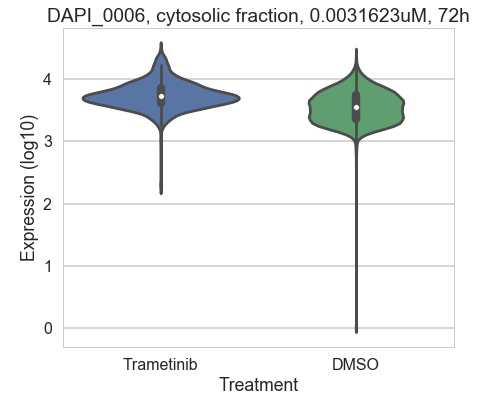 DAPI_0006, cytosolic fraction, 0.0031623uM, 72h
Expression (log10)
4
3
2
1
0
Trametinib
DMSO
Treatment